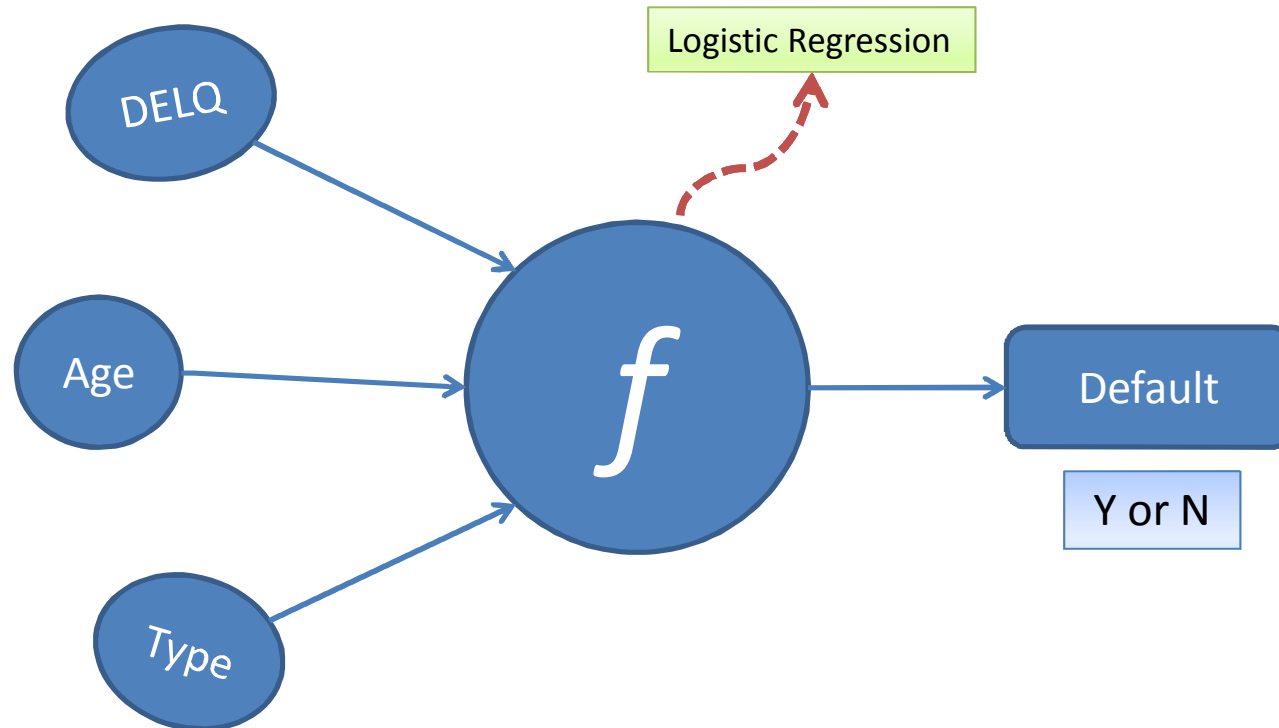 Logistic Regression
DELQ
Age
f
Default
Y or N
Type